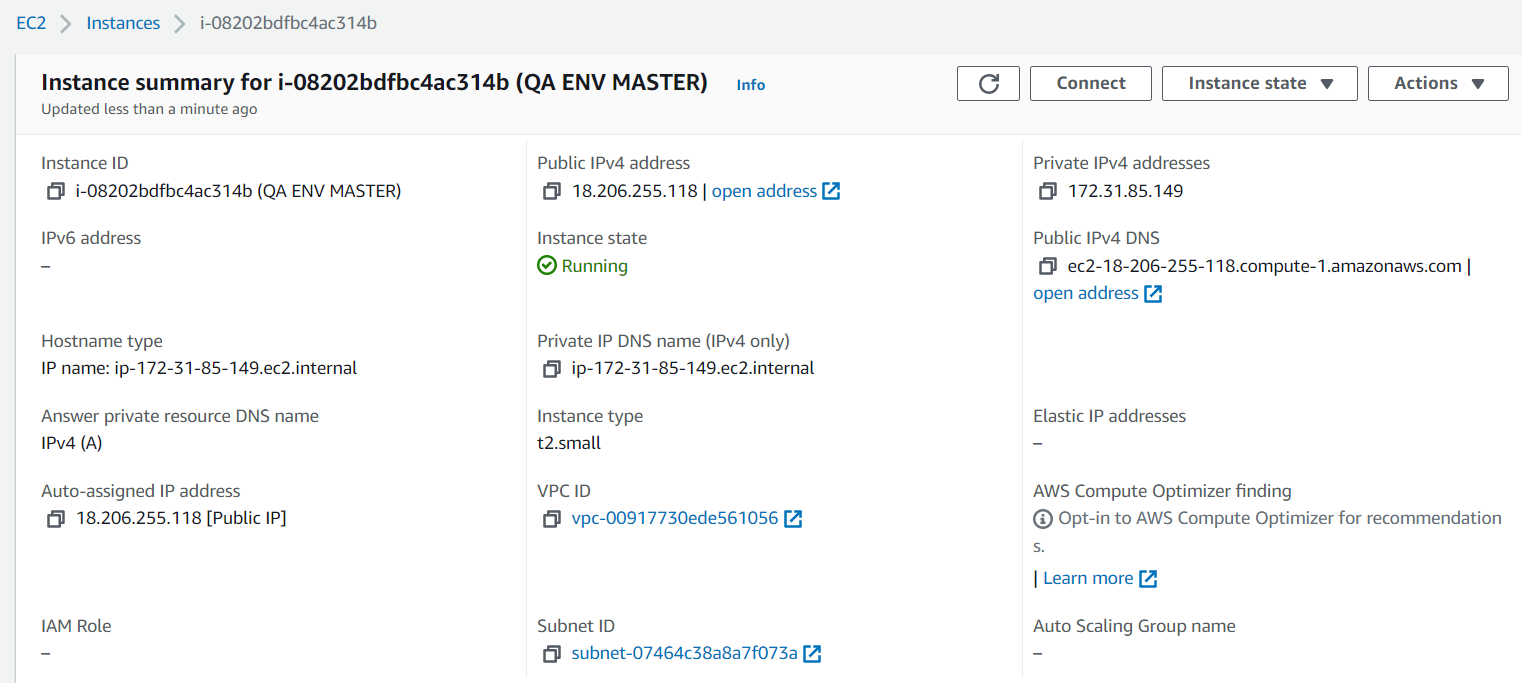 EC2 > Instances > i-08202bdfbc4ac314b
Instance summary for i-08202bdfbc4ac314b (QA ENV MASTER) Info
Updated less than a minute ago
Connect
Instance state
Actions
Instance ID
i-08202bdfbc4ac314b (QA ENV MASTER)
Public IPv4 address
18.206.255.118 | open address
Private IPv4 addresses
172.31.85.149
IPv6 address
–
Instance state
Running
Public IPv4 DNS
ec2-18-206-255-118.compute-1.amazonaws.com |
open address
Hostname type
IP name: ip-172-31-85-149.ec2.internal
Private IP DNS name (IPv4 only)
ip-172-31-85-149.ec2.internal
Answer private resource DNS name
IPv4 (A)
Instance type
t2.small
Elastic IP addresses
–
Auto-assigned IP address
18.206.255.118 [Public IP]
VPC ID
vpc-00917730ede561056
AWS Compute Optimizer finding
Opt-in to AWS Compute Optimizer for recommendation
s.
| Learn more
IAM Role
–
Subnet ID
subnet-07464c38a8a7f073a
Auto Scaling Group name
–